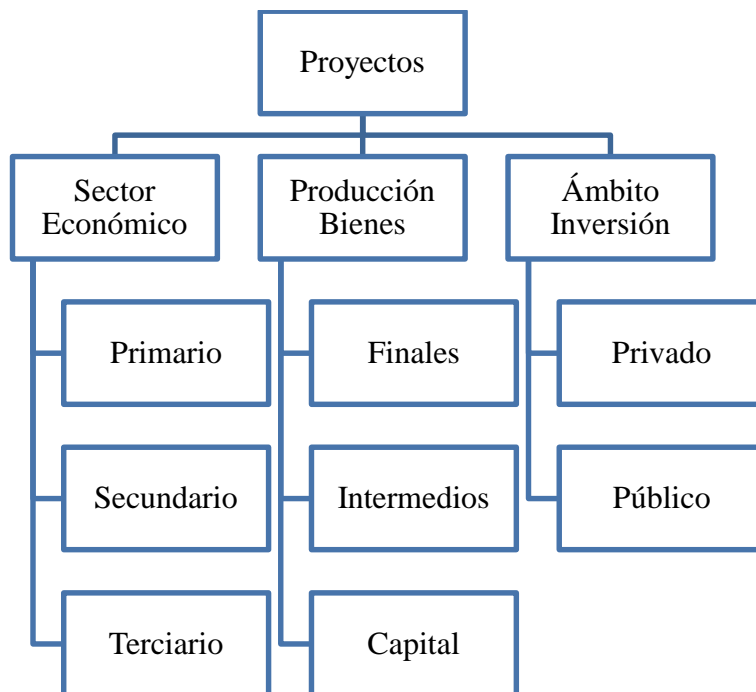 Proyectos
Sector
Económico
Primario
Secundario
Terciario
Producción
Bienes
Finales
Intermedios
Capital
Ámbito
Inversión
Privado
Público